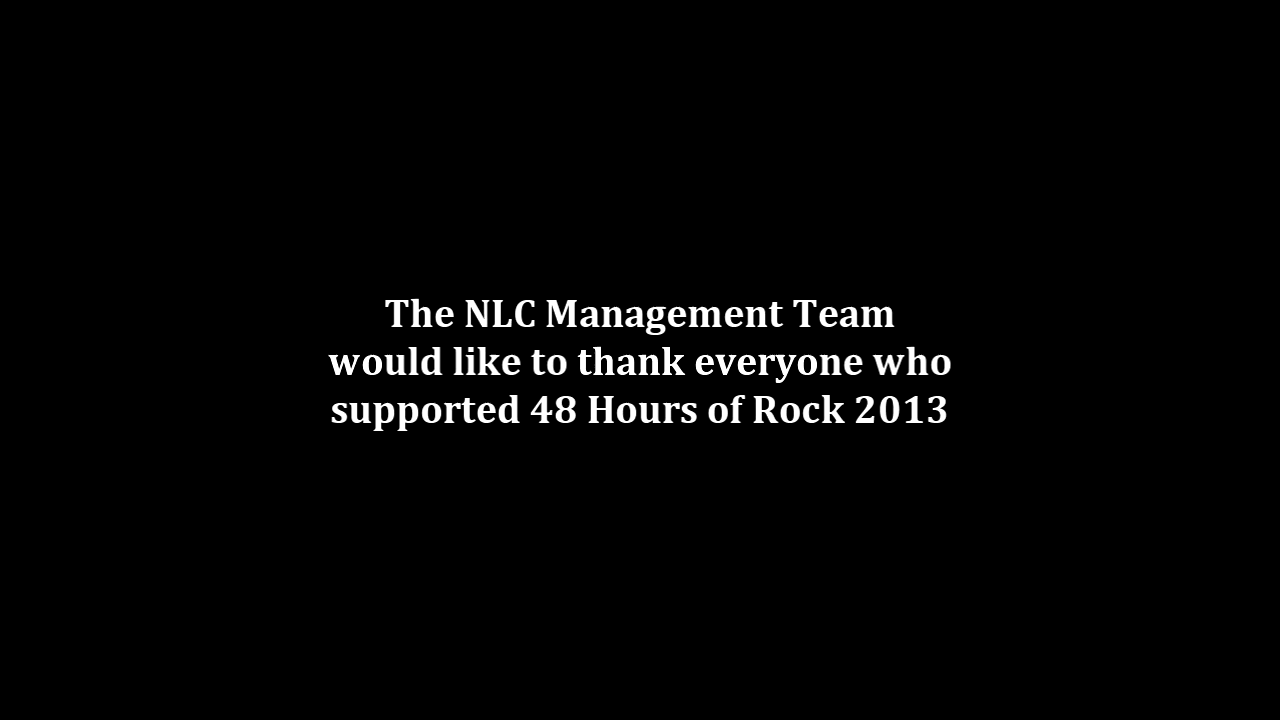 The NLC Management Team
would like to thank everyone who
supported 48 Hours of Rock 2013